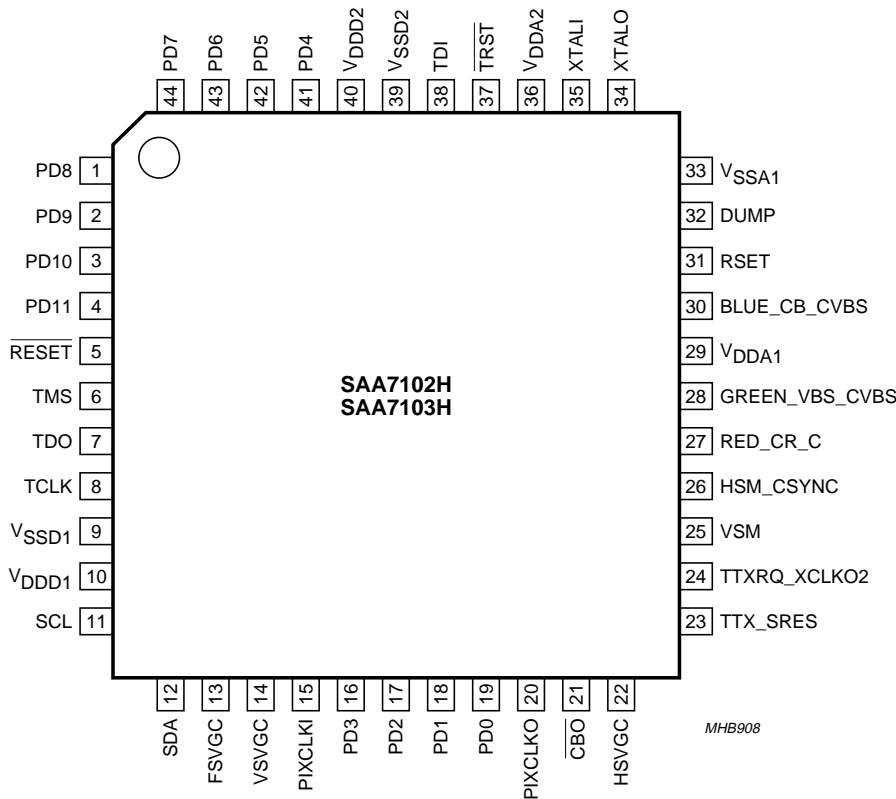 PD7 PD6 PD5 PD4 VDDD2 VSSD2 TDI TRST VDDA2 XTALI XTALO
44 43 42 41 40 39 38 37 36 35 34
PD8 1
PD9 2
PD10 3
PD11 4
RESET 5
TMS 6
TDO 7
TCLK 8
VSSD1 9
VDDD1 10
SCL 11
SAA7102H
SAA7103H
33 VSSA1
32 DUMP
31 RSET
30 BLUE_CB_CVBS
29 VDDA1
28 GREEN_VBS_CVBS
27 RED_CR_C
26 HSM_CSYNC
25 VSM
24 TTXRQ_XCLKO2
23 TTX_SRES
12 13 14 15 16 17 18 19 20 21 22
SDA FSVGC VSVGC PIXCLKI PD3 PD2 PD1 PD0 PIXCLKO CBO HSVGC
MHB908